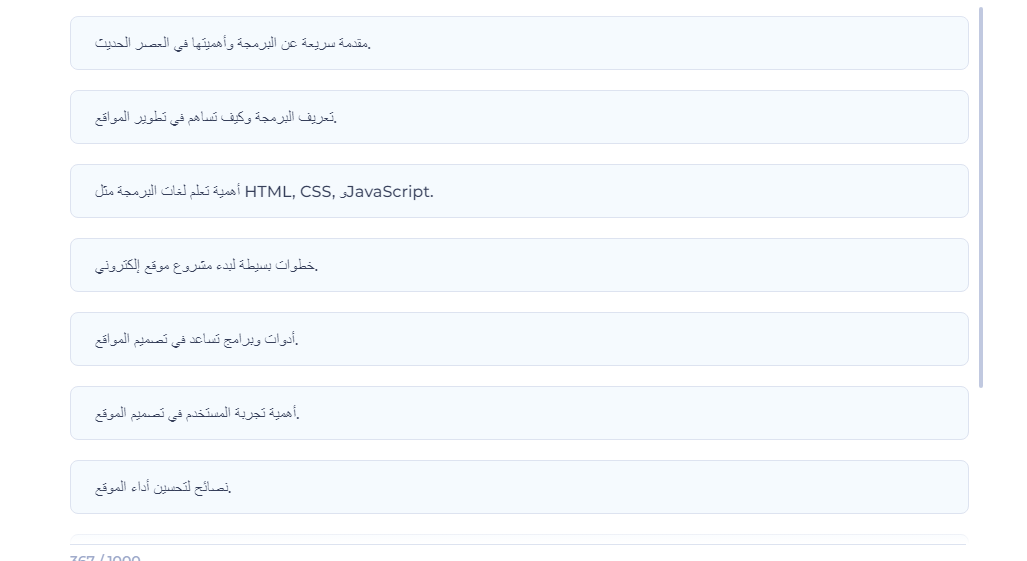 مقدمة سريعة عن البرمجة وأهميتها في العصر الحديث.
تعريف البرمجة وكيف تساهم في تطوير المواقع.
أهمية تعلم لغات البرمجة مثل HTML, CSS, وJavaScript.
خطوات بسيطة لبدء مشروع موقع إلكتروني.
أدوات وبرامج تساعد في تصميم المواقع.
أهمية تجربة المستخدم في تصميم الموقع.
نصائح لتحسين أداء الموقع.
367 / 1000